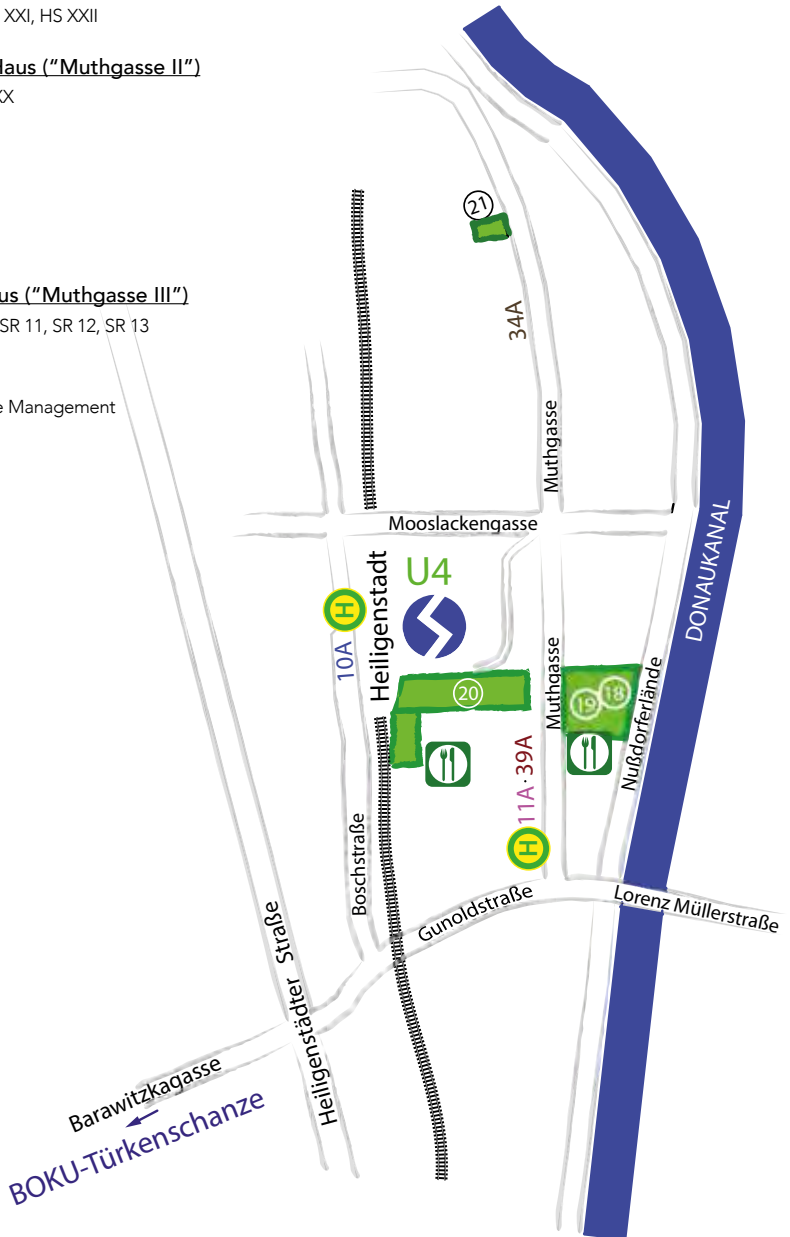 XXI, HS XXII
Haus (“Muthgasse II”)
XX
us (“Muthgasse III”)
SR 11, SR 12, SR 13
e Management
21
34A
Muthgasse
Mooslackengasse
DONAUKANAL
U4
Heiligenstadt
H
10A
20
Muthgasse
19
18
Nußdorferlände
11A · 39A
H
Boschstraße
Gunoldstraße
Lorenz Müllerstraße
Heiligenstädter Straße
Barawitzkagasse
BOKU-Türkenschanze